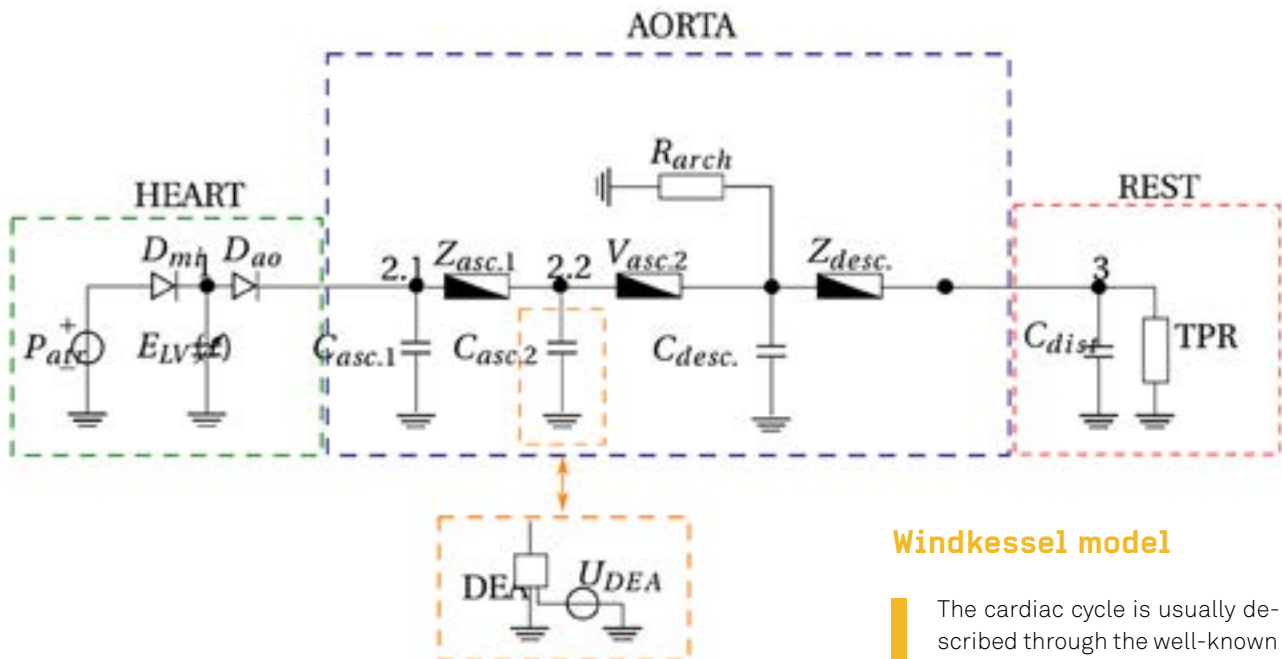 AORTA
R_arch
HEART
REST
D_mi D_ao
2.1 Z_asc.1 2.2 V_asc.2 Z_desc. 3
+
P_atr E_LV(t) C_asc.1 C_asc.2 C_desc. C_dist TPR
−
DEA U_DEA
Windkessel model
The cardiac cycle is usually de-
scribed through the well-known